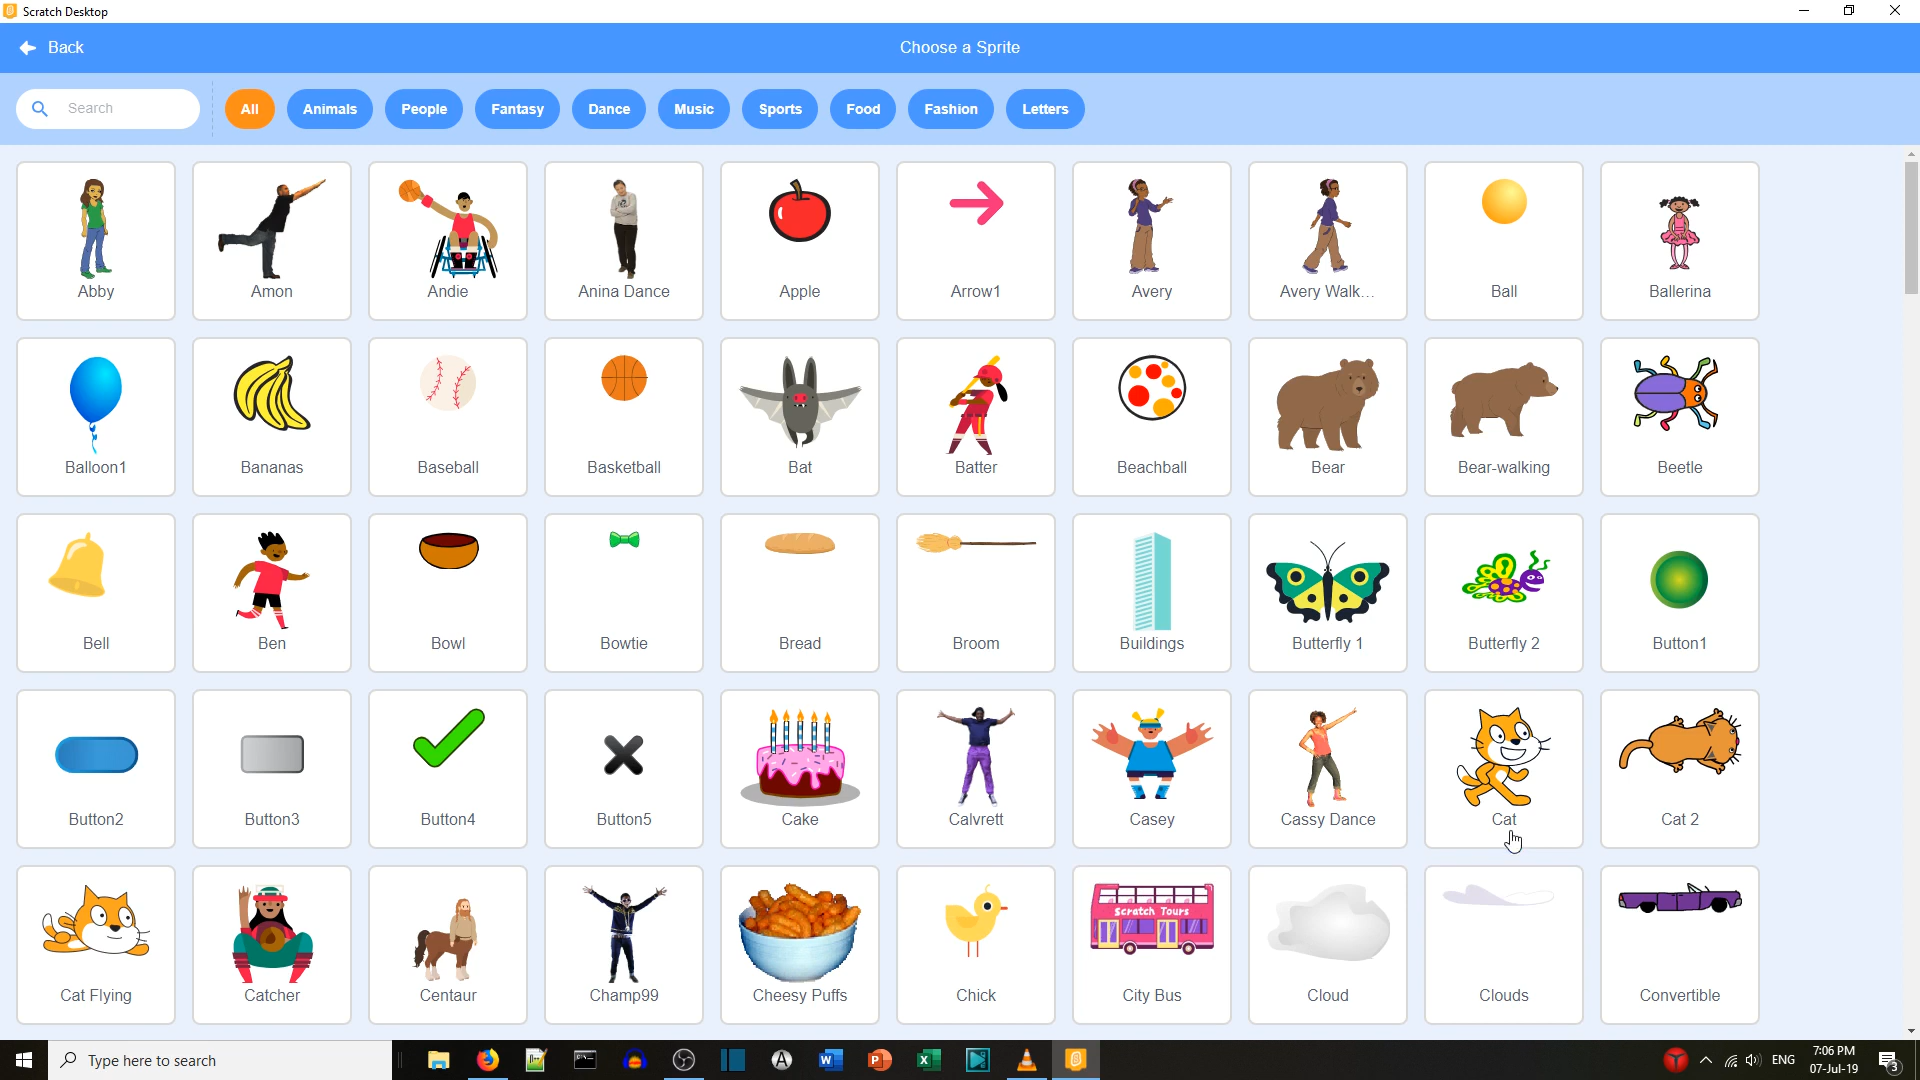 Scratch Desktop
Back
Choose a Sprite
Search
All
Animals
People
Fantasy
Dance
Music
Sports
Food
Fashion
Letters
Abby
Amon
Andie
Anina Dance
Apple
Arrow1
Avery
Avery Walk...
Ball
Ballerina
Balloon1
Bananas
Baseball
Basketball
Bat
Batter
Beachball
Bear
Bear-walking
Beetle
Bell
Ben
Bowl
Bowtie
Bread
Broom
Buildings
Butterfly 1
Butterfly 2
Button1
Button2
Button3
Button4
Button5
Cake
Calvrett
Casey
Cassy Dance
Cat
Cat 2
Scratch Tours
Cat Flying
Catcher
Centaur
Champ99
Cheesy Puffs
Chick
City Bus
Cloud
Clouds
Convertible
Type here to search
ENG
7:06 PM
07-Jul-19
3